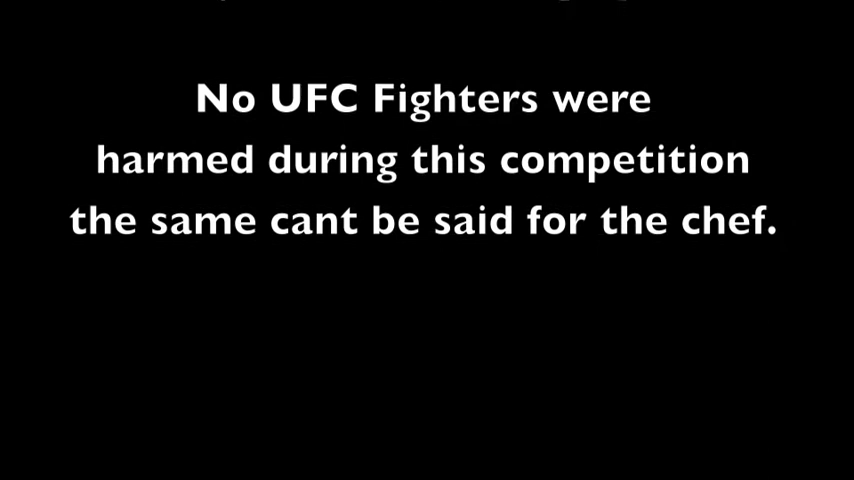 No UFC Fighters were
harmed during this competition
the same cant be said for the chef.